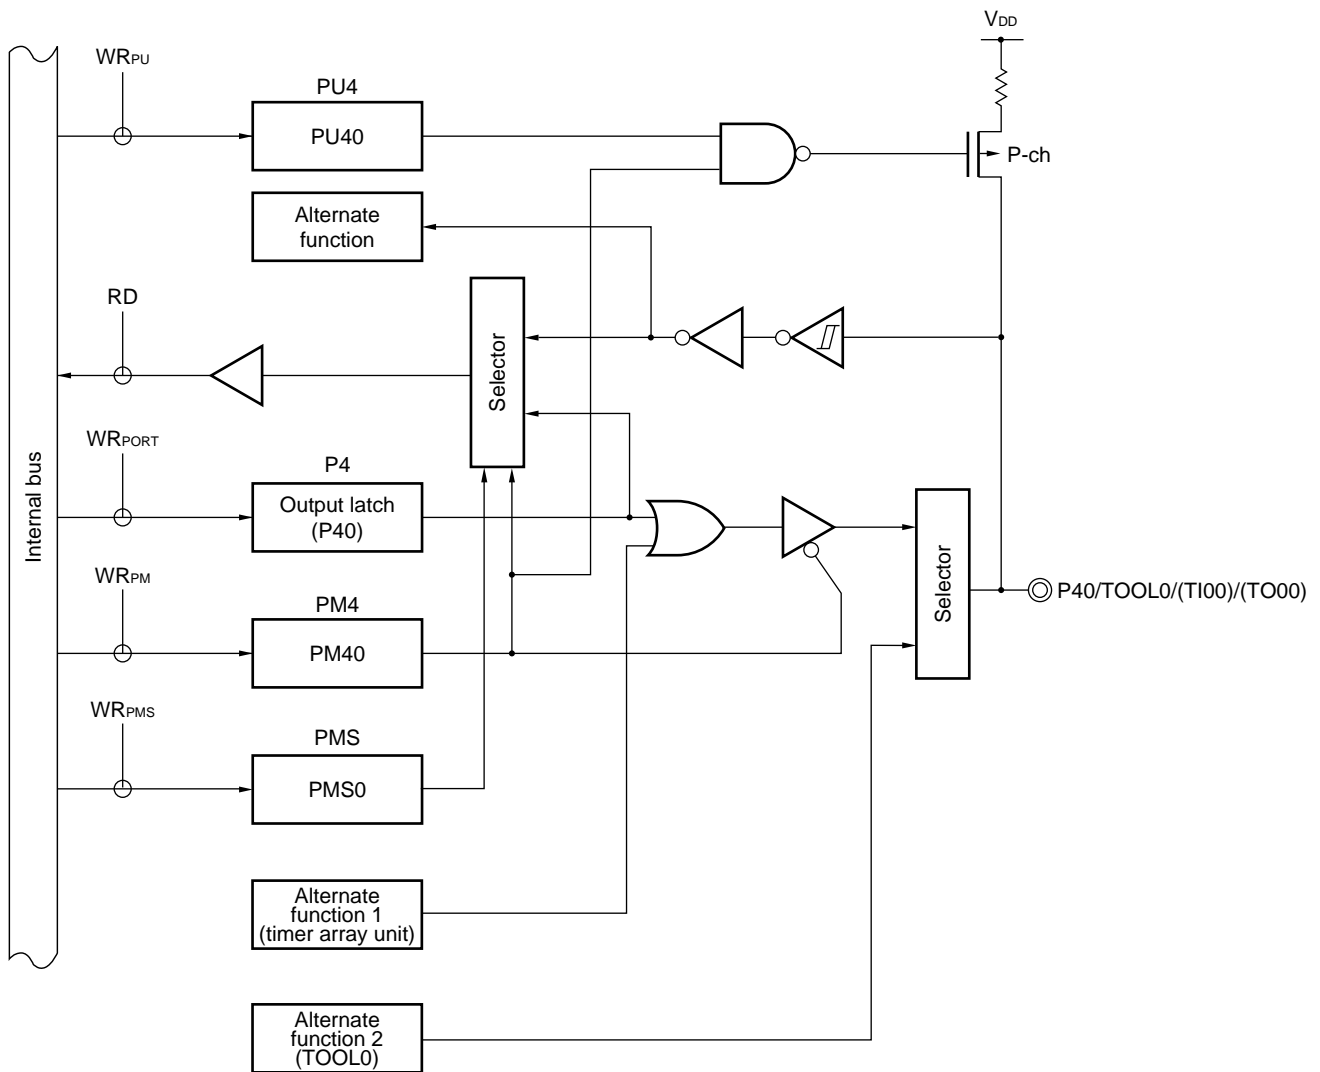 VDD
WRPU
PU4
PU40
P-ch
Alternate
function
RD
Selector
WRPORT
P4
Output latch
(P40)
Internal bus
WRPM
PM4
PM40
Selector
P40/TOOL0/(TI00)/(TO00)
WRPMS
PMS
PMS0
Alternate
function 1
(timer array unit)
Alternate
function 2
(TOOL0)